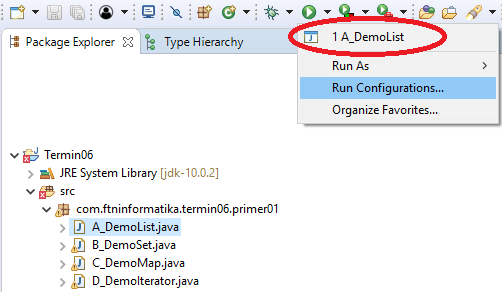 Package Explorer
Type Hierarchy
1 A_DemoList
Run As
Run Configurations...
Organize Favorites...
Termin06
JRE System Library [jdk-10.0.2]
src
com.ftninformatika.termin06.primer01
A_DemoList.java
B_DemoSet.java
C_DemoMap.java
D_DemoIterator.java